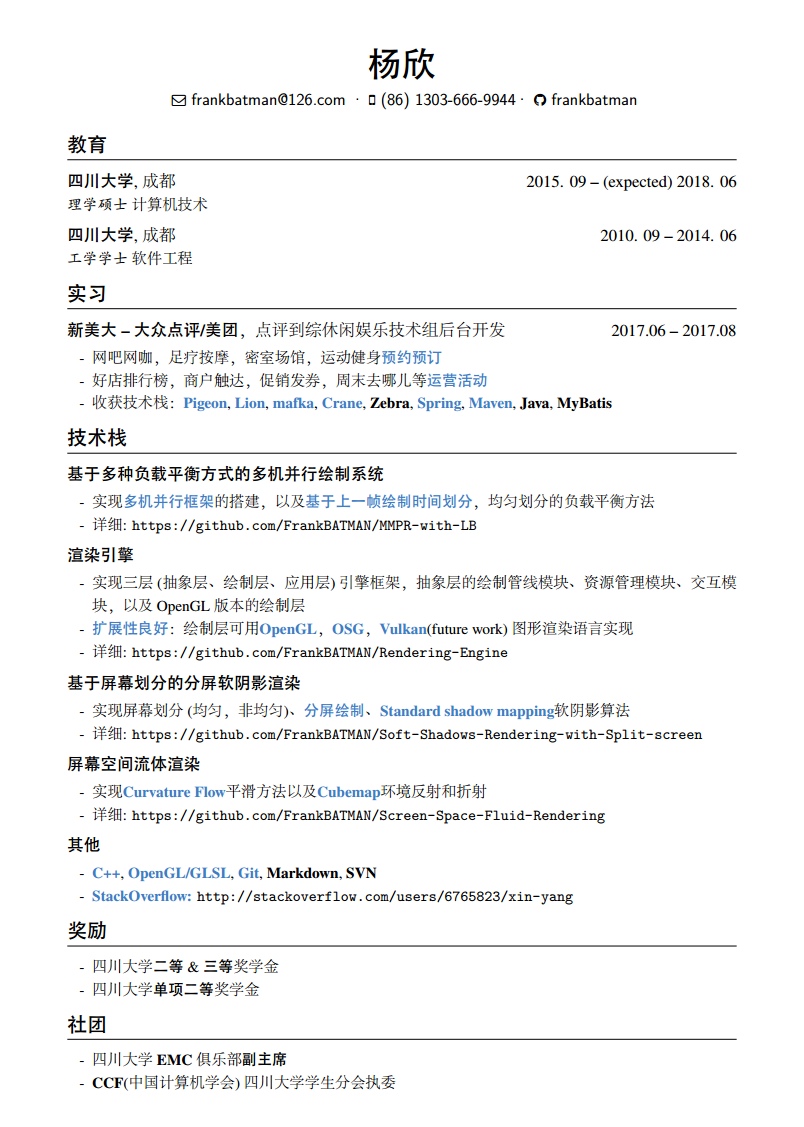 杨欣
frankbatman@126.com · (86) 1303-666-9944 · frankbatman
教育
四川大学, 成都 2015. 09 – (expected) 2018. 06
理学硕士 计算机技术
四川大学, 成都 2010. 09 – 2014. 06
工学学士 软件工程
实习
新美大 – 大众点评/美团，点评到综休闲娱乐技术组后台开发 2017.06 – 2017.08
- 网吧网咖，足疗按摩，密室场馆，运动健身预约预订
- 好店排行榜，商户触达，促销发券，周末去哪儿等运营活动
- 收获技术栈：Pigeon, Lion, mafka, Crane, Zebra, Spring, Maven, Java, MyBatis
技术栈
基于多种负载平衡方式的多机并行绘制系统
- 实现多机并行框架的搭建，以及基于上一帧绘制时间划分，均匀划分的负载平衡方法
- 详细: https://github.com/FrankBATMAN/MMPR-with-LB
渲染引擎
- 实现三层 (抽象层、绘制层、应用层) 引擎框架，抽象层的绘制管线模块、资源管理模块、交互模
块，以及 OpenGL 版本的绘制层
- 扩展性良好：绘制层可用OpenGL，OSG，Vulkan(future work) 图形渲染语言实现
- 详细: https://github.com/FrankBATMAN/Rendering-Engine
基于屏幕划分的分屏软阴影渲染
- 实现屏幕划分 (均匀，非均匀)、分屏绘制、Standard shadow mapping软阴影算法
- 详细: https://github.com/FrankBATMAN/Soft-Shadows-Rendering-with-Split-screen
屏幕空间流体渲染
- 实现Curvature Flow平滑方法以及Cubemap环境反射和折射
- 详细: https://github.com/FrankBATMAN/Screen-Space-Fluid-Rendering
其他
- C++, OpenGL/GLSL, Git, Markdown, SVN
- StackOverflow: http://stackoverflow.com/users/6765823/xin-yang
奖励
- 四川大学二等 & 三等奖学金
- 四川大学单项二等奖学金
社团
- 四川大学 EMC 俱乐部副主席
- CCF(中国计算机学会) 四川大学学生分会执委